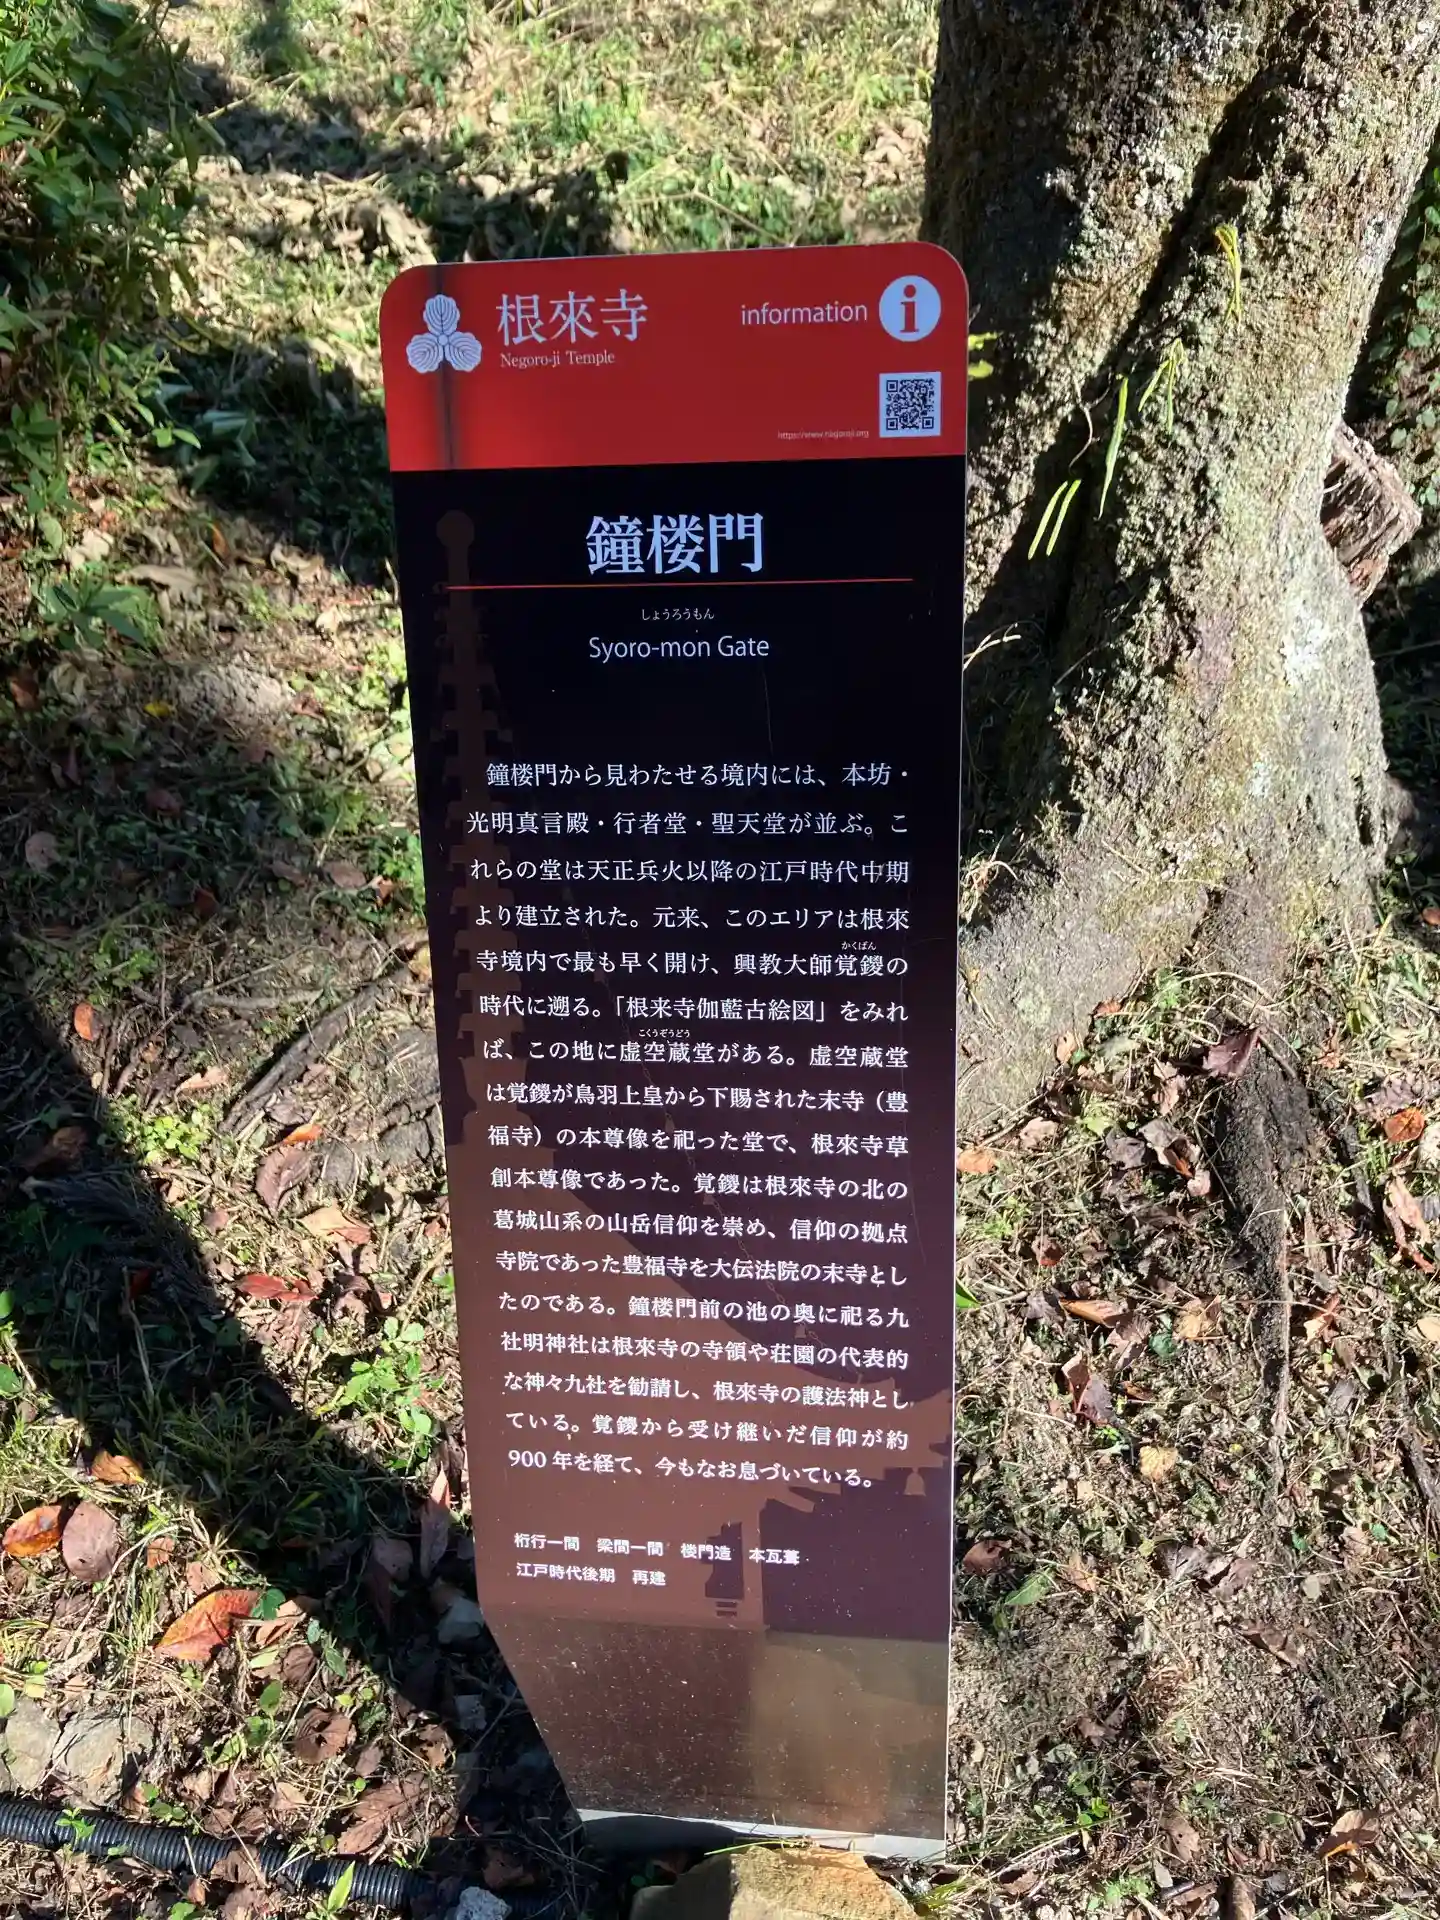 根來寺
Negoro-ji Temple
information
i
https://www.negoroji.org
鐘楼門
しょうろうもん
Syoro-mon Gate
鐘楼門から見わたせる境内には、本坊・
光明真言殿・行者堂・聖天堂が並ぶ。こ
れらの堂は天正兵火以降の江戸時代中期
より建立された。元来、このエリアは根來
寺境内で最も早く開け、興教大師覚鑁の
かくばん
時代に遡る。「根来寺伽藍古絵図」をみれ
ば、この地に虚空蔵堂がある。虚空蔵堂
こくうぞうどう
は覚鑁が鳥羽上皇から下賜された末寺（豊
福寺）の本尊像を祀った堂で、根來寺草
創本尊像であった。覚鑁は根來寺の北の
葛城山系の山岳信仰を崇め、信仰の拠点
寺院であった豊福寺を大伝法院の末寺とし
たのである。鐘楼門前の池の奥に祀る九
社明神社は根來寺の寺領や荘園の代表的
な神々九社を勧請し、根來寺の護法神とし
ている。覚鑁から受け継いだ信仰が約
900 年を経て、今もなお息づいている。
桁行一間　梁間一間　楼門造　本瓦葺
江戸時代後期　再建